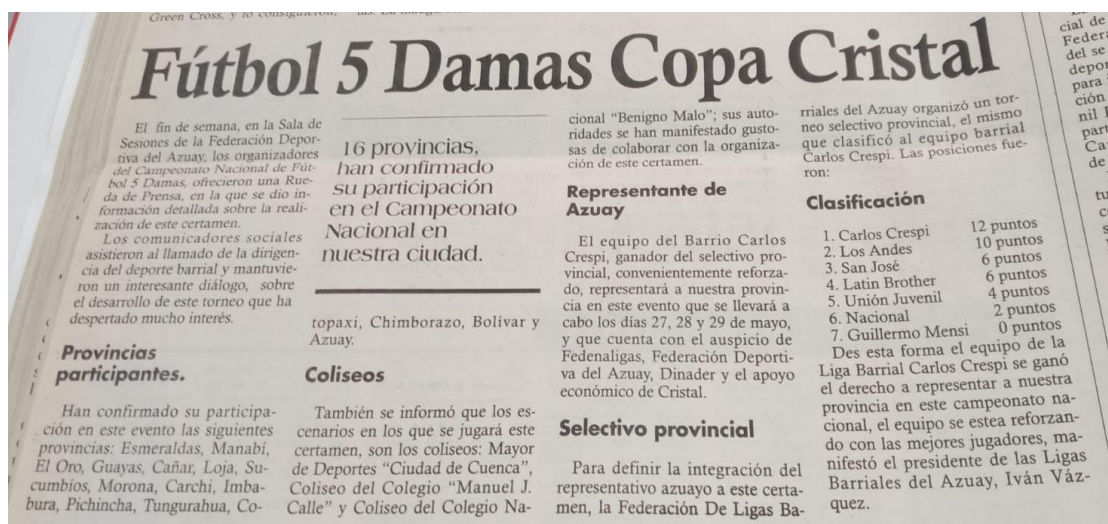 Green Cross, y lo consiguieron,
Fútbol 5 Damas Copa Cristal
El fin de semana, en la Sala de
Sesiones de la Federación Depor-
tiva del Azuay, los organizadores
del Campeonato Nacional de Fút-
bol 5 Damas, ofrecieron una Rue-
da de Prensa, en la que se dio in-
formación detallada sobre la reali-
zación de este certamen.
Los comunicadores sociales
asistieron al llamado de la dirigen-
cia del deporte barrial y mantuvie-
ron un interesante diálogo, sobre
el desarrollo de este torneo que ha
despertado mucho interés.
Provincias
participantes.
Han confirmado su participa-
ción en este evento las siguientes
provincias: Esmeraldas, Manabí,
El Oro, Guayas, Cañar, Loja, Su-
cumbíos, Morona, Carchi, Imba-
bura, Pichincha, Tungurahua, Co-
16 provincias,
han confirmado
su participación
en el Campeonato
Nacional en
nuestra ciudad.
topaxi, Chimborazo, Bolívar y
Azuay.
Coliseos
También se informó que los es-
cenarios en los que se jugará este
certamen, son los coliseos: Mayor
de Deportes “Ciudad de Cuenca”,
Coliseo del Colegio “Manuel J.
Calle” y Coliseo del Colegio Na-
cional “Benigno Malo”; sus auto-
ridades se han manifestado gusto-
sas de colaborar con la organiza-
ción de este certamen.
Representante de
Azuay
El equipo del Barrio Carlos
Crespi, ganador del selectivo pro-
vincial, convenientemente reforza-
do, representará a nuestra provin-
cia en este evento que se llevará a
cabo los días 27, 28 y 29 de mayo,
y que cuenta con el auspicio de
Fedenaligas, Federación Deporti-
va del Azuay, Dinader y el apoyo
económico de Cristal.
Selectivo provincial
Para definir la integración del
representativo azuayo a este certa-
men, la Federación De Ligas Ba-
rriales del Azuay organizó un tor-
neo selectivo provincial, el mismo
que clasificó al equipo barrial
Carlos Crespi. Las posiciones fue-
ron:
Clasificación
1. Carlos Crespi 12 puntos
2. Los Andes 10 puntos
3. San José 6 puntos
4. Latin Brother 6 puntos
5. Unión Juvenil 4 puntos
6. Nacional 2 puntos
7. Guillermo Mensi 0 puntos
Des esta forma el equipo de la
Liga Barrial Carlos Crespi se ganó
el derecho a representar a nuestra
provincia en este campeonato na-
cional, el equipo se estea reforzan-
do con las mejores jugadores, ma-
nifestó el presidente de las Ligas
Barriales del Azuay, Iván Váz-
quez.
cial de
Federa
del se
depor
para
ción
nil
part
Ca
de